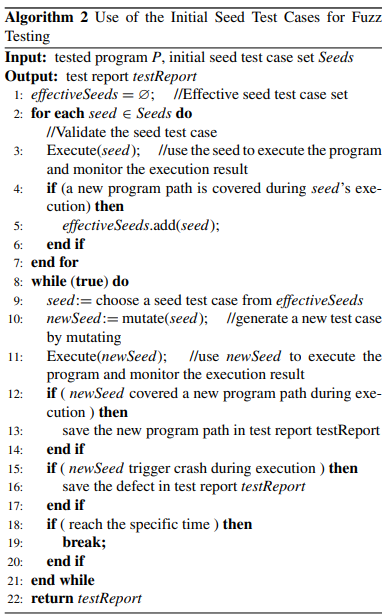 Algorithm 2 Use of the Initial Seed Test Cases for Fuzz
Testing
Input: tested program P, initial seed test case set Seeds
Output: test report testReport
1: effectiveSeeds = ∅; //Effective seed test case set
2: for each seed ∈ Seeds do
//Validate the seed test case
3: Execute(seed); //use the seed to execute the program
and monitor the execution result
4: if (a new program path is covered during seed's exe-
cution) then
5: effectiveSeeds.add(seed);
6: end if
7: end for
8: while (true) do
9: seed:= choose a seed test case from effectiveSeeds
10: newSeed:= mutate(seed); //generate a new test case
by mutating
11: Execute(newSeed); //use newSeed to execute the
program and monitor the execution result
12: if ( newSeed covered a new program path during exe-
cution ) then
13: save the new program path in test report testReport
14: end if
15: if ( newSeed trigger crash during execution ) then
16: save the defect in test report testReport
17: end if
18: if ( reach the specific time ) then
19: break;
20: end if
21: end while
22: return testReport